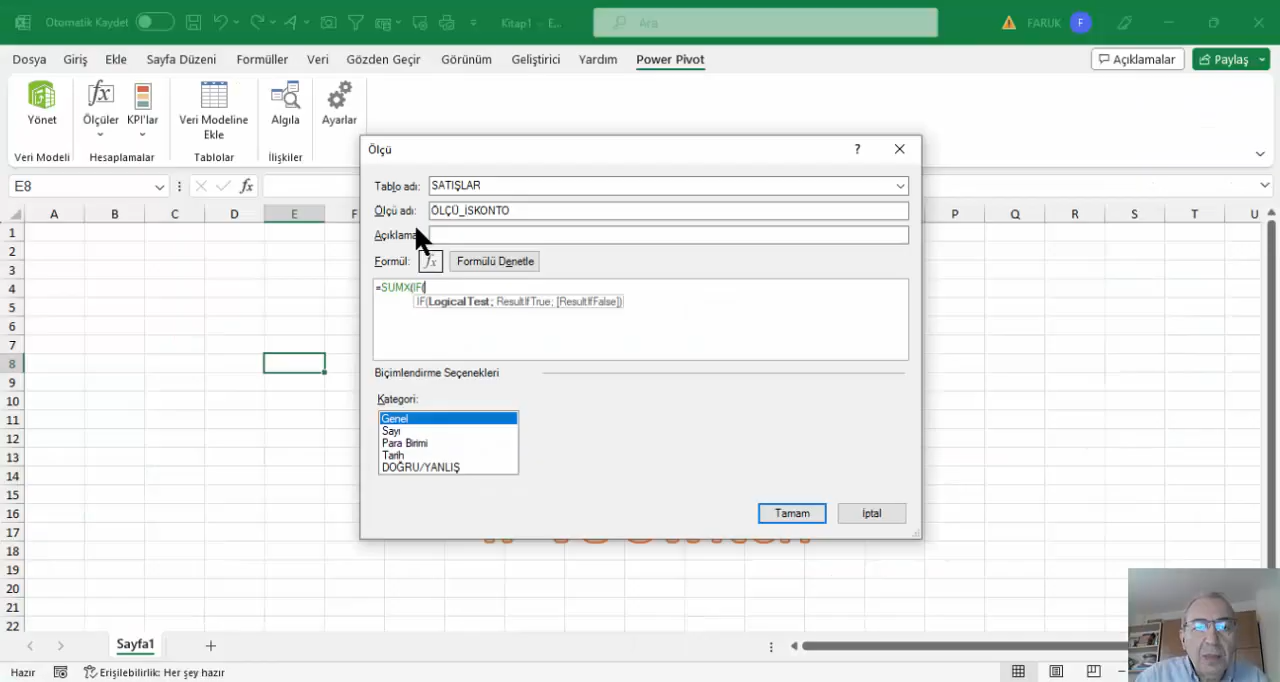 Otomatik Kaydet
Kitap1 - E...
Ara
FARUK
F
Dosya Giriş Ekle Sayfa Düzeni Formüller Veri Gözden Geçir Görünüm Geliştirici Yardım Power Pivot
Açıklamalar
Paylaş
Yönet
Ölçüler
KPI'lar
Veri Modeline Ekle
Algıla
Ayarlar
Veri Modeli
Hesaplamalar
Tablolar
İlişkiler
E8
fx
A B C D E F P Q R S T U
1
2
3
4
5
6
7
8
9
10
11
12
13
14
15
16
17
18
19
20
21
22
Ölçü
?
Tablo adı: SATIŞLAR
Ölçü adı: ÖLÇÜ_İSKONTO
Açıklama
Formül: fx Formülü Denetle
=SUMX(IF(
IF(LogicalTest; ResultIfTrue; [ResultIfFalse])
Biçimlendirme Seçenekleri
Kategori:
Genel
Sayı
Para Birimi
Tarih
DOĞRU/YANLIŞ
Tamam
İptal
Sayfa1
Hazır
Erişilebilirlik: Her şey hazır